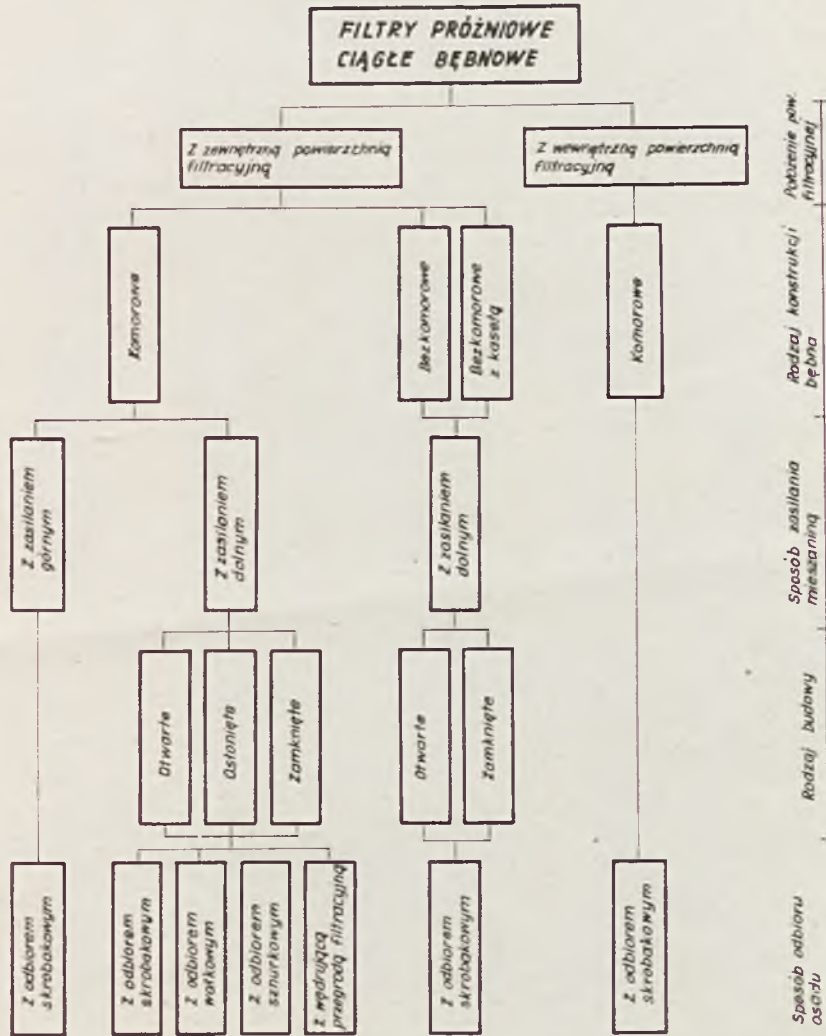 FILTRY PRÓŻNIOWE
CIĄGŁE BĘBNOWE
Z zewnętrzną powierzchnią
filtracyjną
Z wewnętrzną powierzchnią
filtracyjną
Położenie pow.
filtracyjnej
Komorowe
Bezkomorowe
Bezkomorowe
z kasetą
Komorowe
Rodzaj konstrukcji
bębna
Z zasilaniem
górnym
Z zasilaniem
dolnym
Z zasilaniem
dolnym
Sposób zasilania
mieszaniną
Otwarte
Osłonięte
Zamknięte
Otwarte
Zamknięte
Rodzaj budowy
Z odbiorem
skrobakowym
Z odbiorem
skrobakowym
Z odbiorem
wałkowym
Z odbiorem
sznurkowym
Z wędrującą
przegrodą filtracyjną
Z odbiorem
skrobakowym
Z odbiorem
skrobakowym
Sposób odbioru
osadu